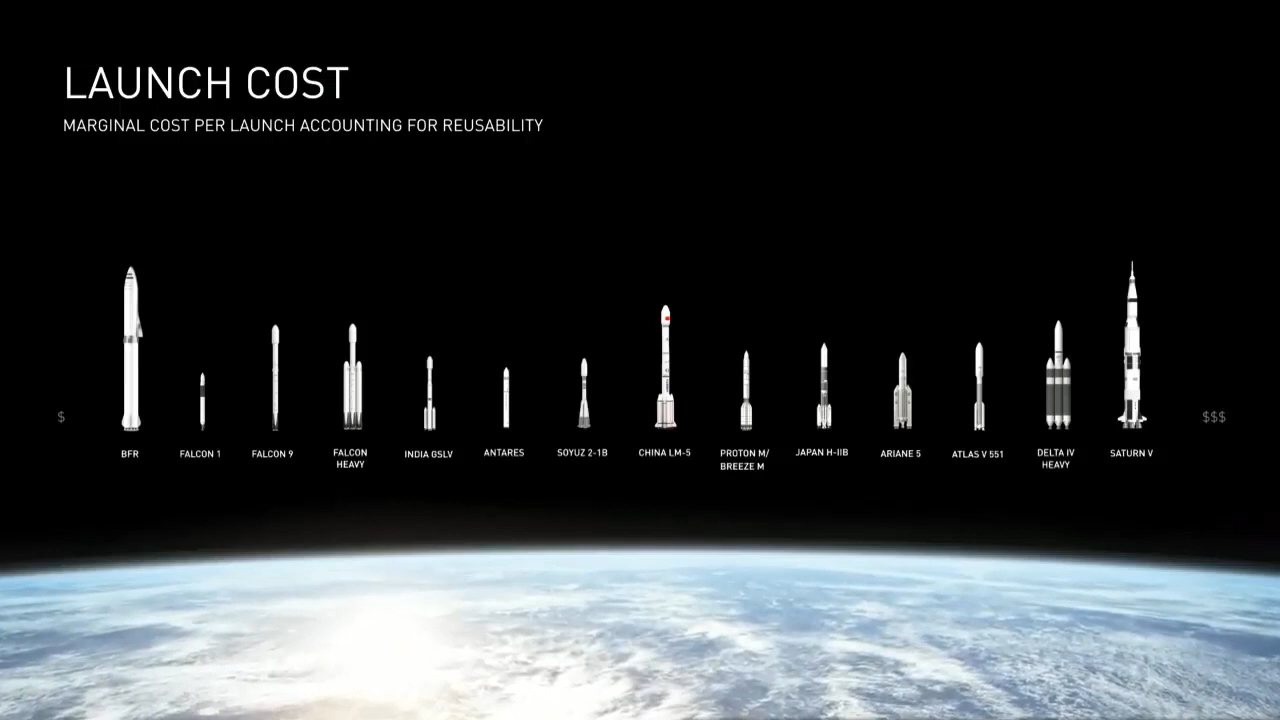 LAUNCH COST
MARGINAL COST PER LAUNCH ACCOUNTING FOR REUSABILITY
$
$$$
BFR
FALCON 1
FALCON 9
FALCON
HEAVY
INDIA GSLV
ANTARES
SOYUZ 2-1B
CHINA LM-5
PROTON M/
BREEZE M
JAPAN H-IIB
ARIANE 5
ATLAS V 551
DELTA IV
HEAVY
SATURN V